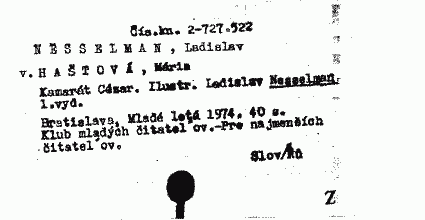 Čís.kn. 2-727.522
NESSELMAN, Ladislav
v. HAŠTOVÁ, Mária
Kamarát Cézar. Ilustr. Ladislav Nesselman.
1.vyd.
Bratislava, Mladé letá 1974. 40 s.
Klub mladých čitateľov.-Pre najmenších
čitateľov.
Slov/Ru
Z